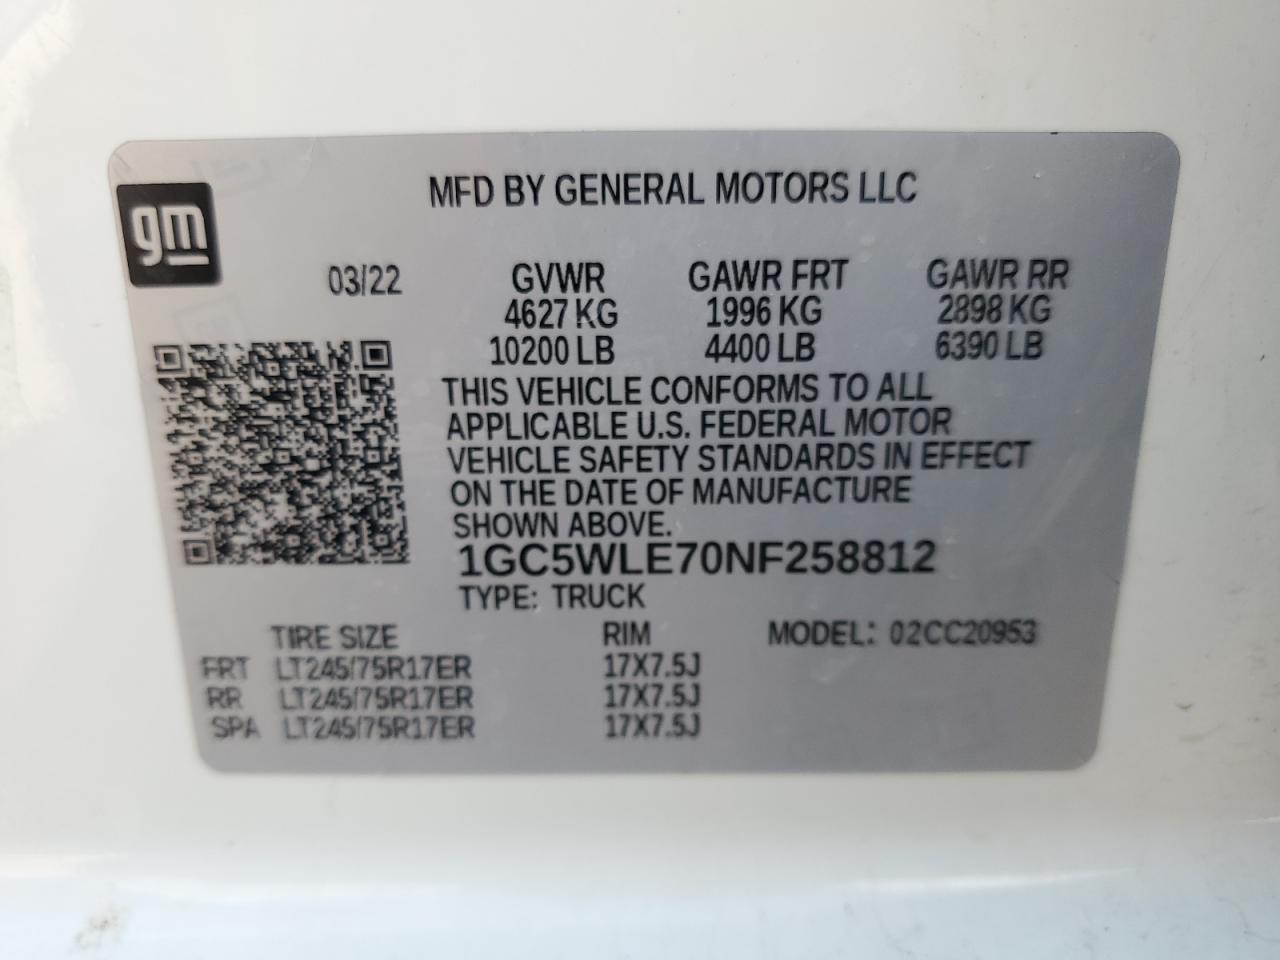 gm
MFD BY GENERAL MOTORS LLC
03/22 GVWR GAWR FRT GAWR RR
4627 KG 1996 KG 2898 KG
10200 LB 4400 LB 6390 LB
THIS VEHICLE CONFORMS TO ALL
APPLICABLE U.S. FEDERAL MOTOR
VEHICLE SAFETY STANDARDS IN EFFECT
ON THE DATE OF MANUFACTURE
SHOWN ABOVE.
1GC5WLE70NF258812
TYPE: TRUCK
TIRE SIZE RIM MODEL: 02CC20953
FRT LT245/75R17ER 17X7.5J
RR LT245/75R17ER 17X7.5J
SPA LT245/75R17ER 17X7.5J